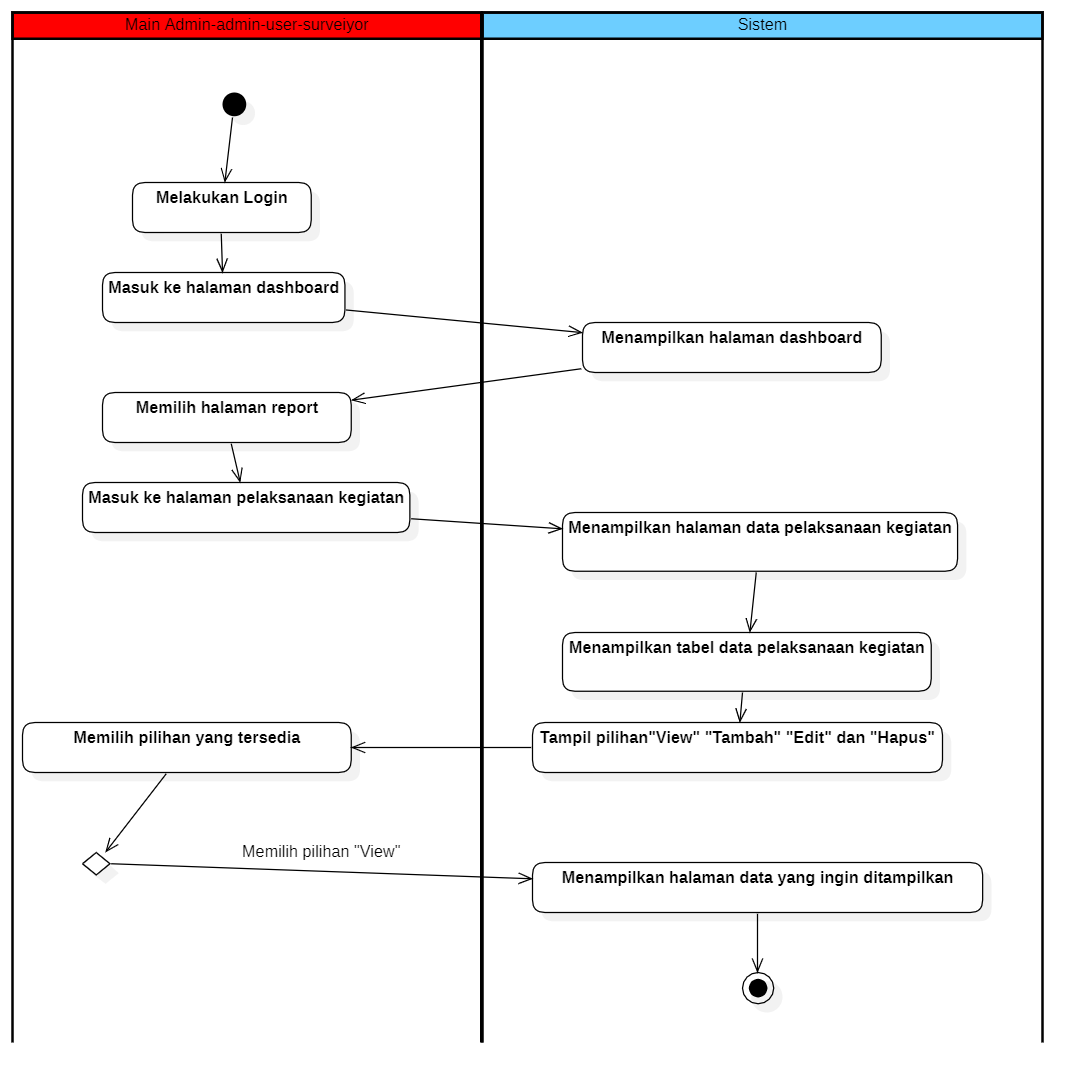 Main Admin-admin-user-surveiyor
Sistem
Melakukan Login
Masuk ke halaman dashboard
Menampilkan halaman dashboard
Memilih halaman report
Masuk ke halaman pelaksanaan kegiatan
Menampilkan halaman data pelaksanaan kegiatan
Menampilkan tabel data pelaksanaan kegiatan
Memilih pilihan yang tersedia
Tampil pilihan"View" "Tambah" "Edit" dan "Hapus"
Memilih pilihan "View"
Menampilkan halaman data yang ingin ditampilkan